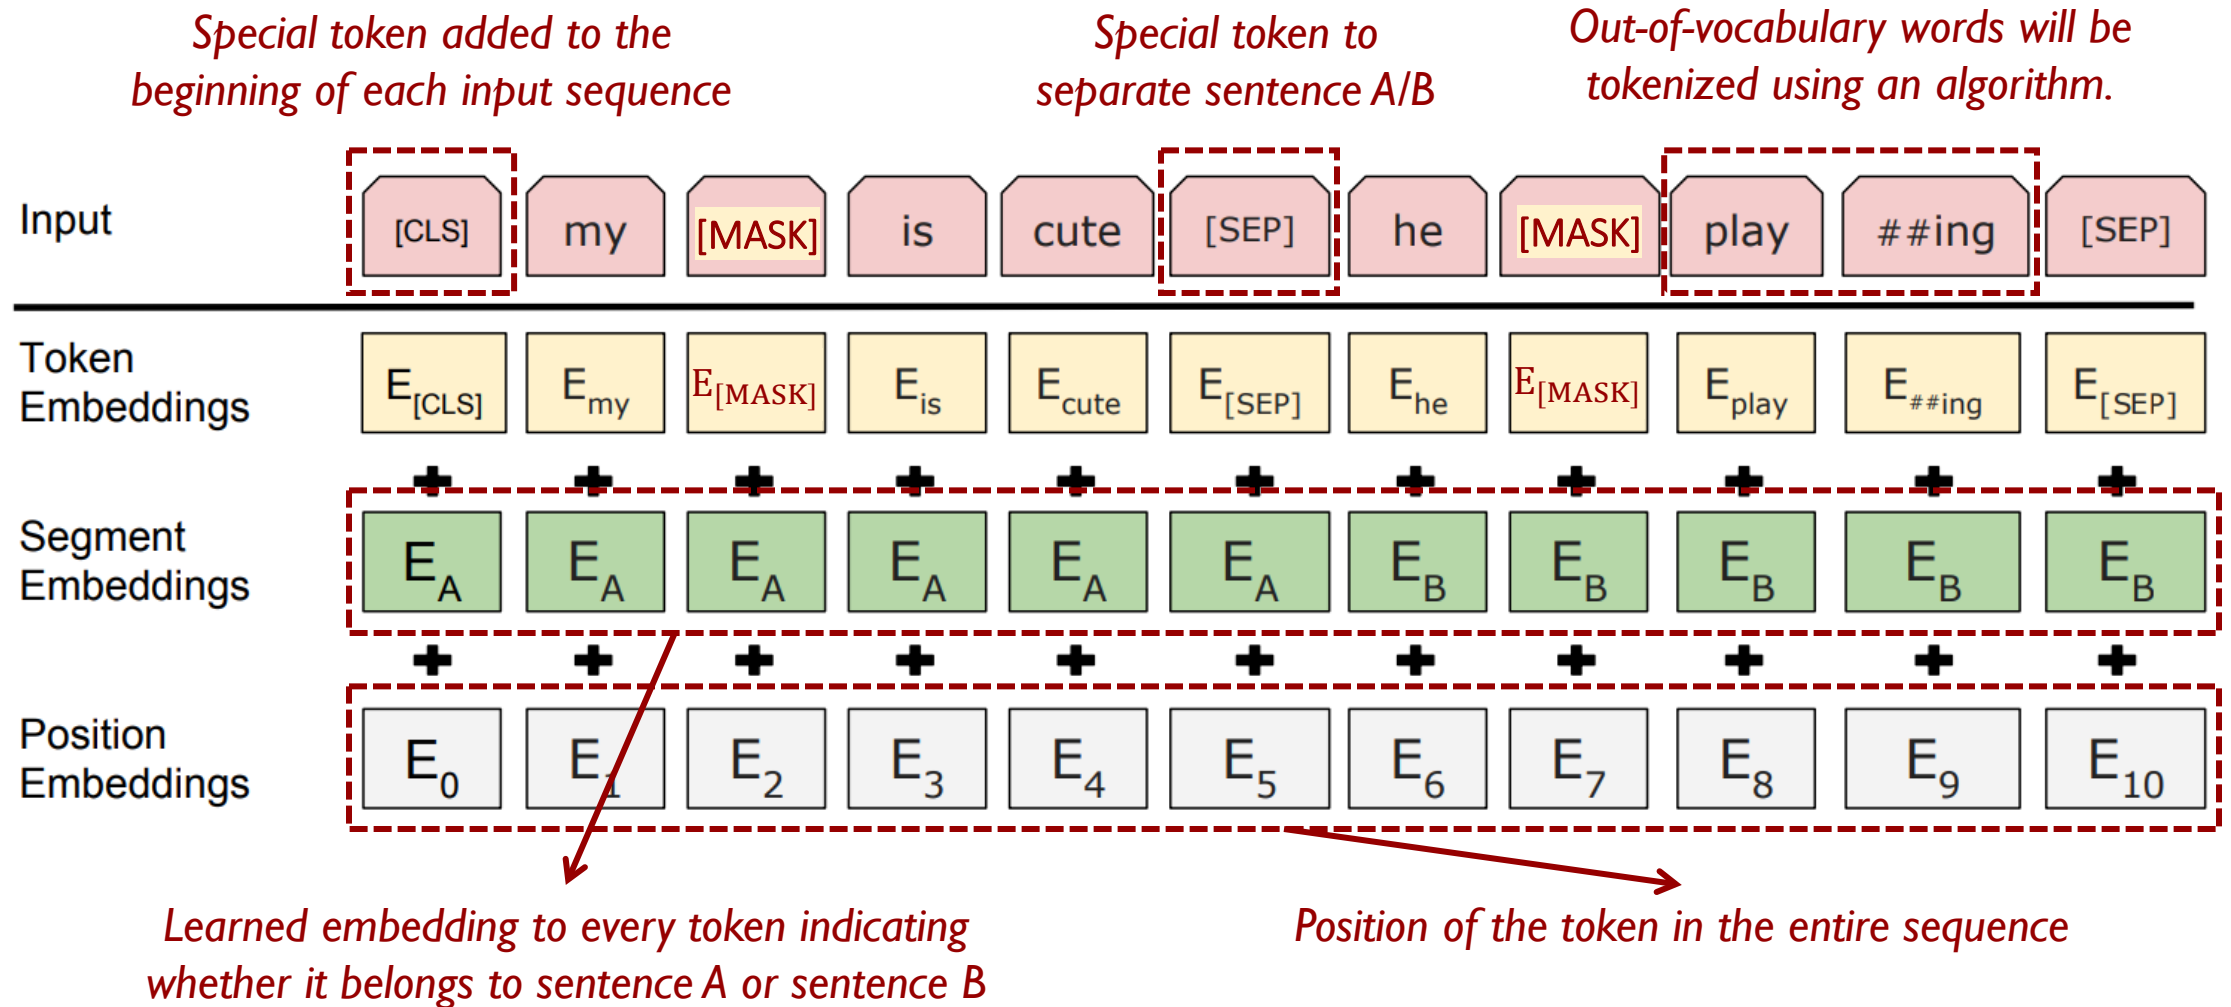 Special token added to the
beginning of each input sequence
Special token to
separate sentence A/B
Out-of-vocabulary words will be
tokenized using an algorithm.
Input [CLS] my [MASK] is cute [SEP] he [MASK] play ##ing [SEP]
Token
Embeddings
E[CLS] Emy E[MASK] Eis Ecute E[SEP] Ehe E[MASK] Eplay E##ing E[SEP]
+ + + + + + + + + + +
Segment
Embeddings
EA EA EA EA EA EA EB EB EB EB EB
+ + + + + + + + + + +
Position
Embeddings
E0 E1 E2 E3 E4 E5 E6 E7 E8 E9 E10
Learned embedding to every token indicating
whether it belongs to sentence A or sentence B
Position of the token in the entire sequence